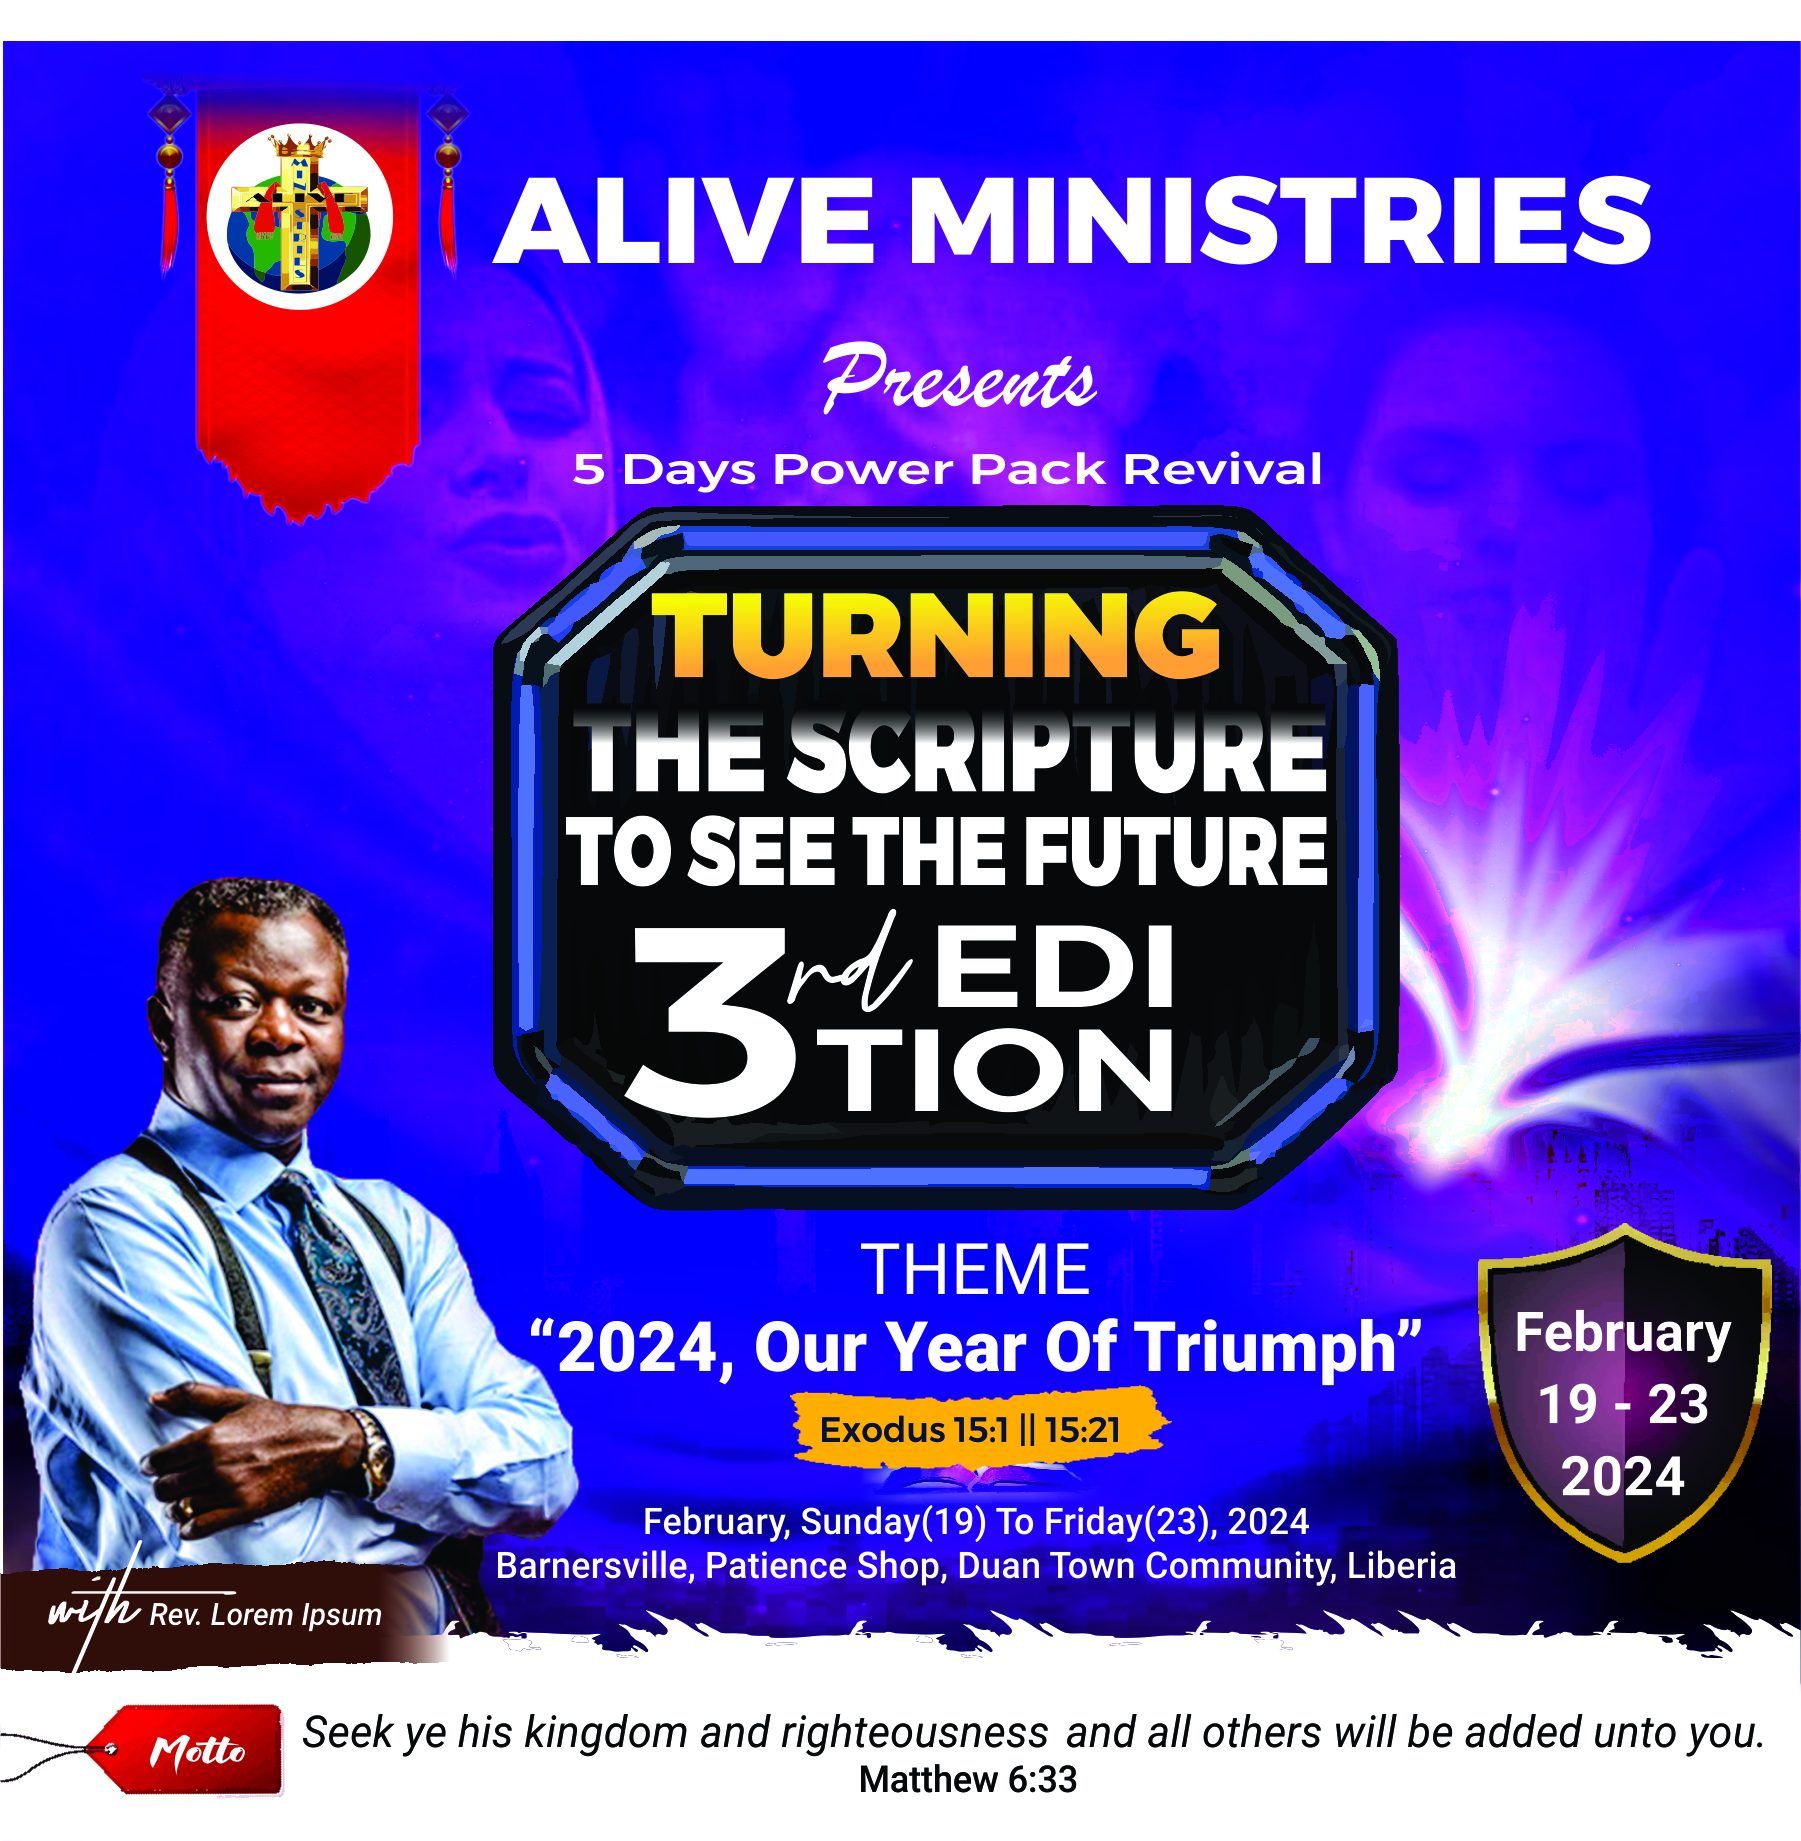 MINISTRIES
ALIVE MINISTRIES
Presents
5 Days Power Pack Revival
TURNING
THE SCRIPTURE
TO SEE THE FUTURE
3rd EDI
TION
THEME
“2024, Our Year Of Triumph”
Exodus 15:1 || 15:21
February
19 - 23
2024
February, Sunday(19) To Friday(23), 2024
Barnersville, Patience Shop, Duan Town Community, Liberia
with Rev. Lorem Ipsum
Motto
Seek ye his kingdom and righteousness and all others will be added unto you.
Matthew 6:33